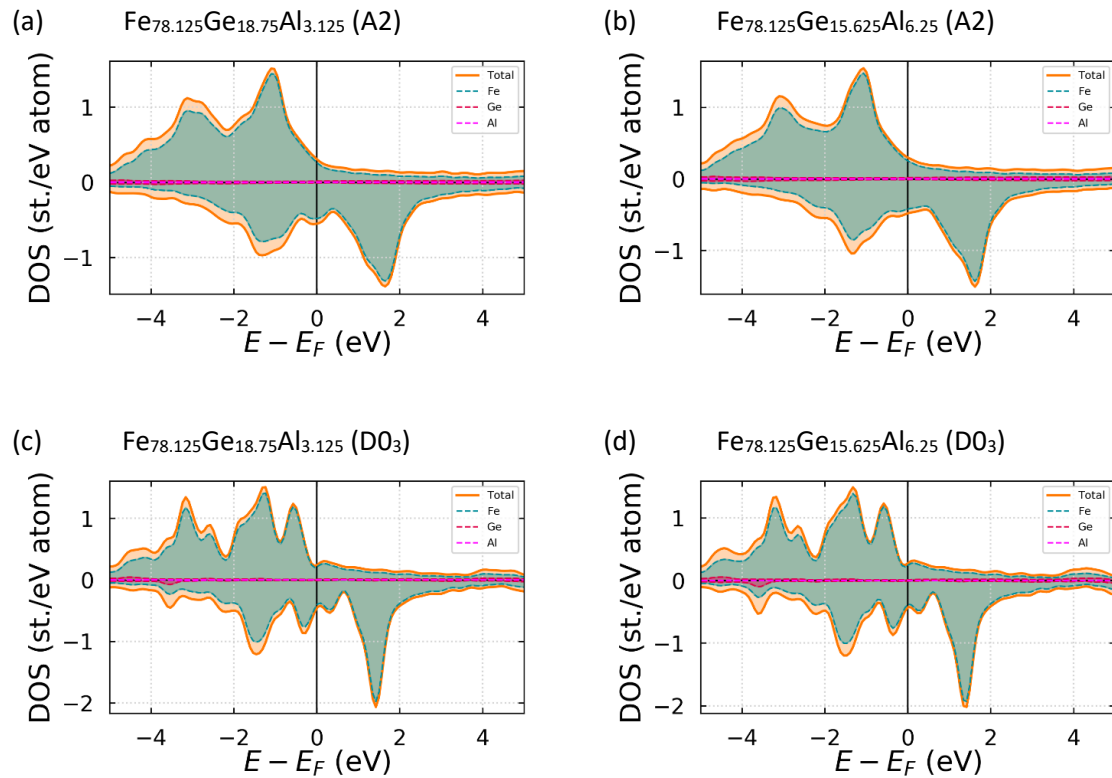 (a) Fe78.125Ge18.75Al3.125 (A2)
DOS (st./eV atom)
1
0
−1
Total
Fe
Ge
Al
−4 −2 0 2 4
E − EF (eV)
(b) Fe78.125Ge15.625Al6.25 (A2)
DOS (st./eV atom)
1
0
−1
Total
Fe
Ge
Al
−4 −2 0 2 4
E − EF (eV)
(c) Fe78.125Ge18.75Al3.125 (D03)
DOS (st./eV atom)
1
0
−1
−2
Total
Fe
Ge
Al
−4 −2 0 2 4
E − EF (eV)
(d) Fe78.125Ge15.625Al6.25 (D03)
DOS (st./eV atom)
1
0
−1
−2
Total
Fe
Ge
Al
−4 −2 0 2 4
E − EF (eV)